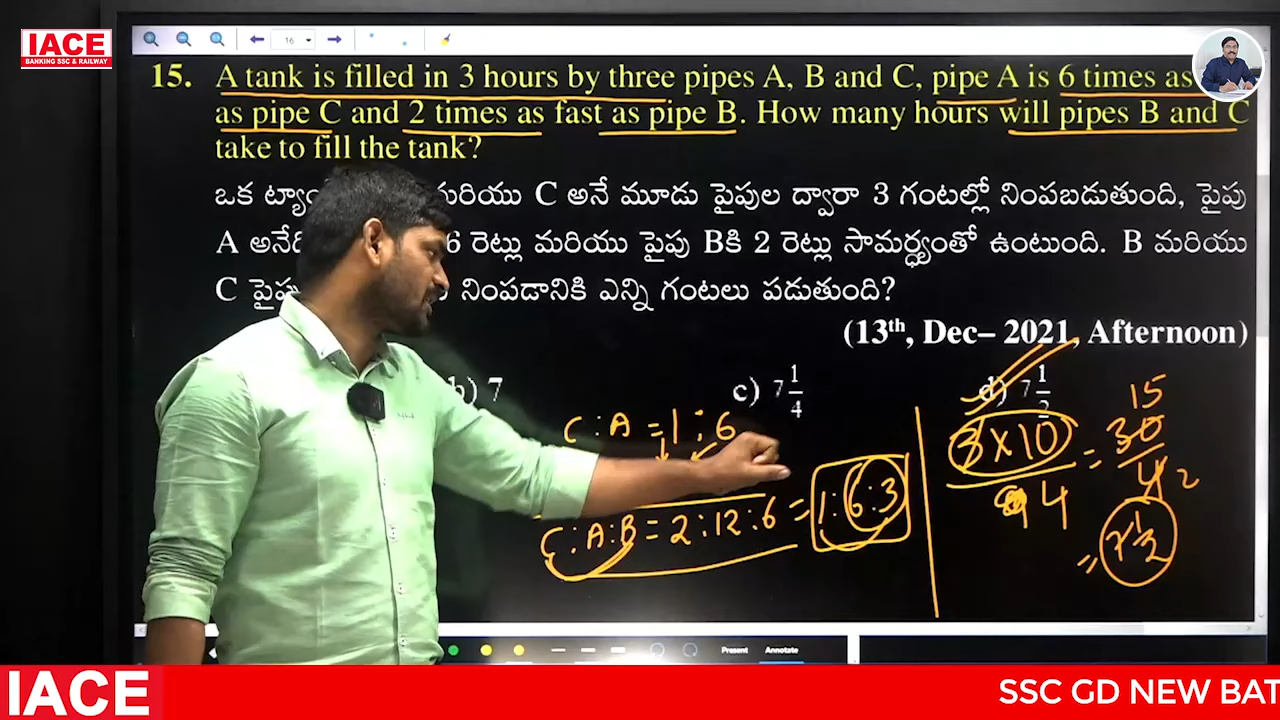 IACE
BANKING SSC & RAILWAY
16
15. A tank is filled in 3 hours by three pipes A, B and C, pipe A is 6 times as
as pipe C and 2 times as fast as pipe B. How many hours will pipes B and C
take to fill the tank?
ఒక మరియు C అనే మూడు పైపుల ద్వారా 3 గంటల్లో నింపబడుతుంది, పైపు
A 6 రెట్లు మరియు పైపు Bకి 2 రెట్లు సామర్థ్యంతో ఉంటుంది. B మరియు
C నింపడానికి ఎన్ని గంటలు పడుతుంది?
(13th, Dec– 2021, Afternoon)
b) 7 c) 7 1/4 d) 7 1/2
C : A = 1 : 6
C : A : B = 2 : 12 : 6 = 1 : 6 : 3
3 × 10 / 4 = 30 / 4
15
2
= 7 1/2
Present Annotate
IACE
SSC GD NEW BAT